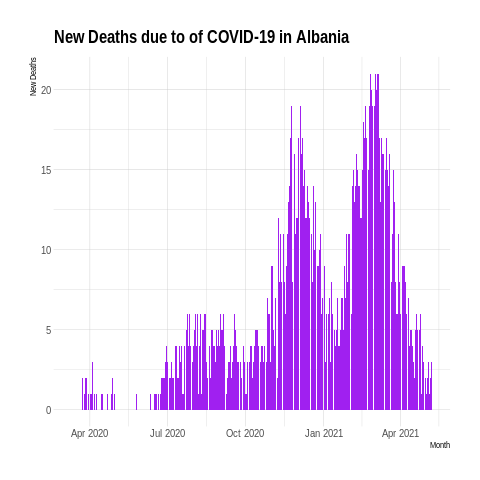 New Deaths due to of COVID-19 in Albania
New Deaths
20
15
10
5
0
Apr 2020 Jul 2020 Oct 2020 Jan 2021 Apr 2021
Month